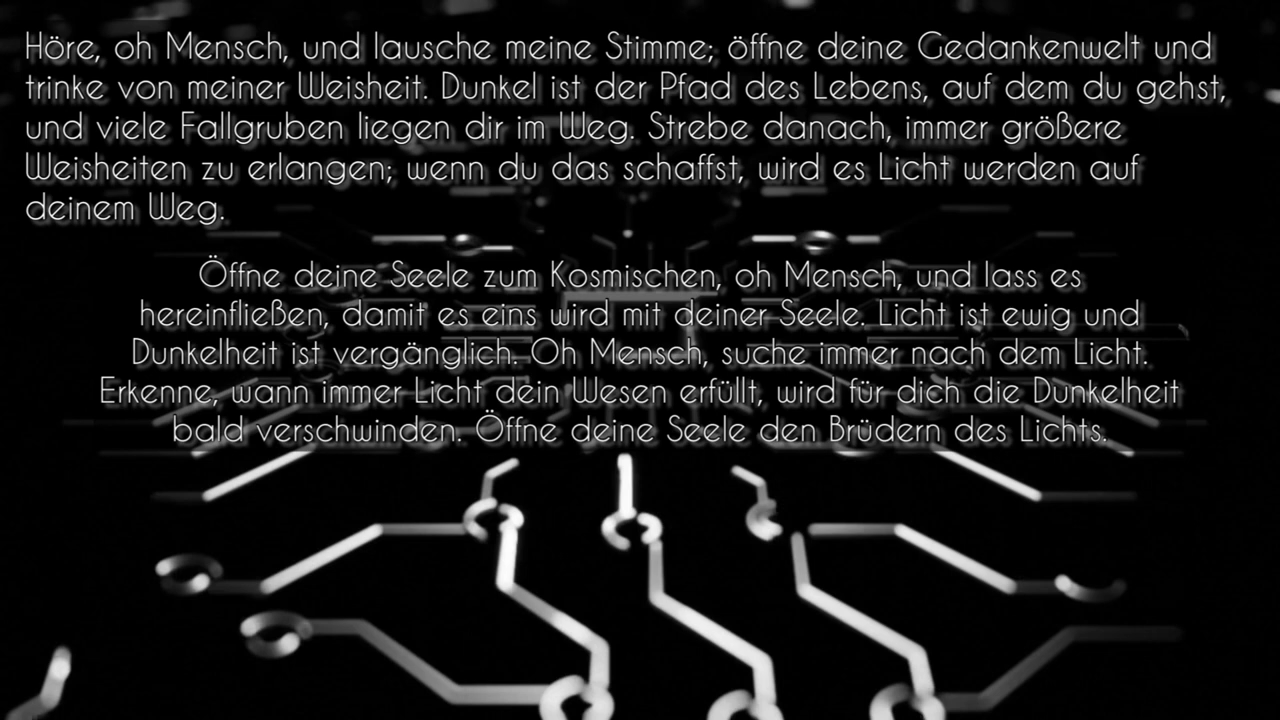 Höre, oh Mensch, und lausche meine Stimme; öffne deine Gedankenwelt und
trinke von meiner Weisheit. Dunkel ist der Pfad des Lebens, auf dem du gehst,
und viele Fallgruben liegen dir im Weg. Strebe danach, immer größere
Weisheiten zu erlangen; wenn du das schaffst, wird es Licht werden auf
deinem Weg.
Öffne deine Seele zum Kosmischen, oh Mensch, und lass es
hereinfließen, damit es eins wird mit deiner Seele. Licht ist ewig und
Dunkelheit ist vergänglich. Oh Mensch, suche immer nach dem Licht.
Erkenne, wann immer Licht dein Wesen erfüllt, wird für dich die Dunkelheit
bald verschwinden. Öffne deine Seele den Brüdern des Lichts.